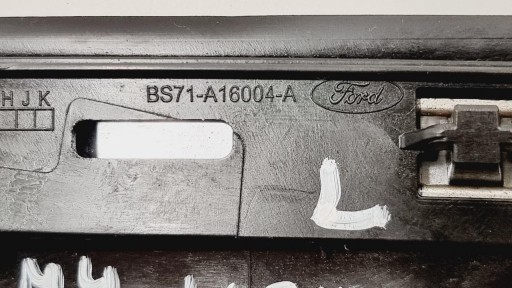 H J K
BS71-A16004-A
Ford
L